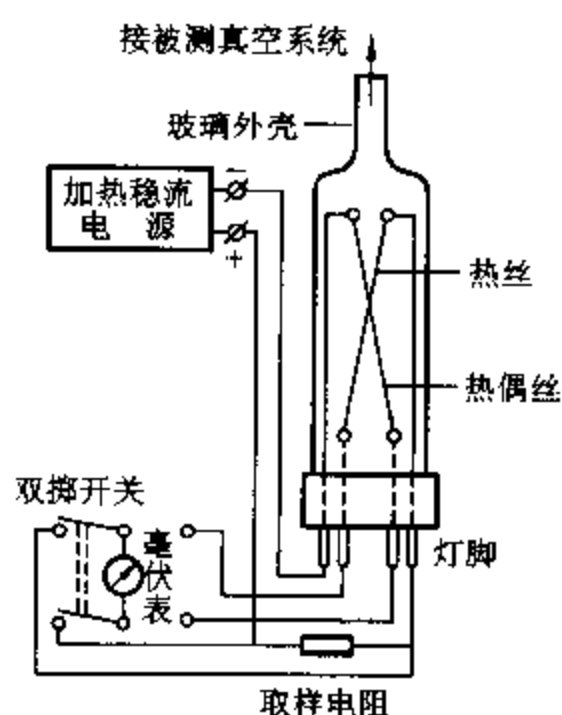 接被测真空系统
玻璃外壳
加热稳流
电 源
−
+
热丝
热偶丝
双掷开关
毫
伏
表
灯脚
取样电阻